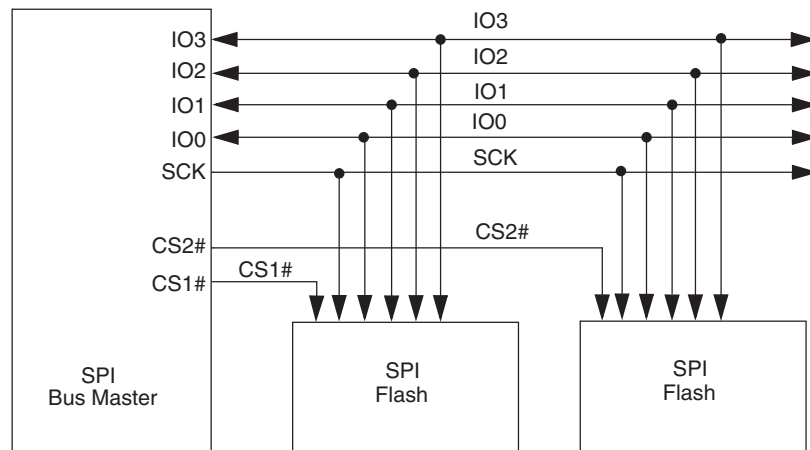 IO3
IO3
IO2
IO2
IO1
IO1
IO0
IO0
SCK
SCK
CS2#
CS2#
CS1#
CS1#
SPI
Bus Master
SPI
Flash
SPI
Flash